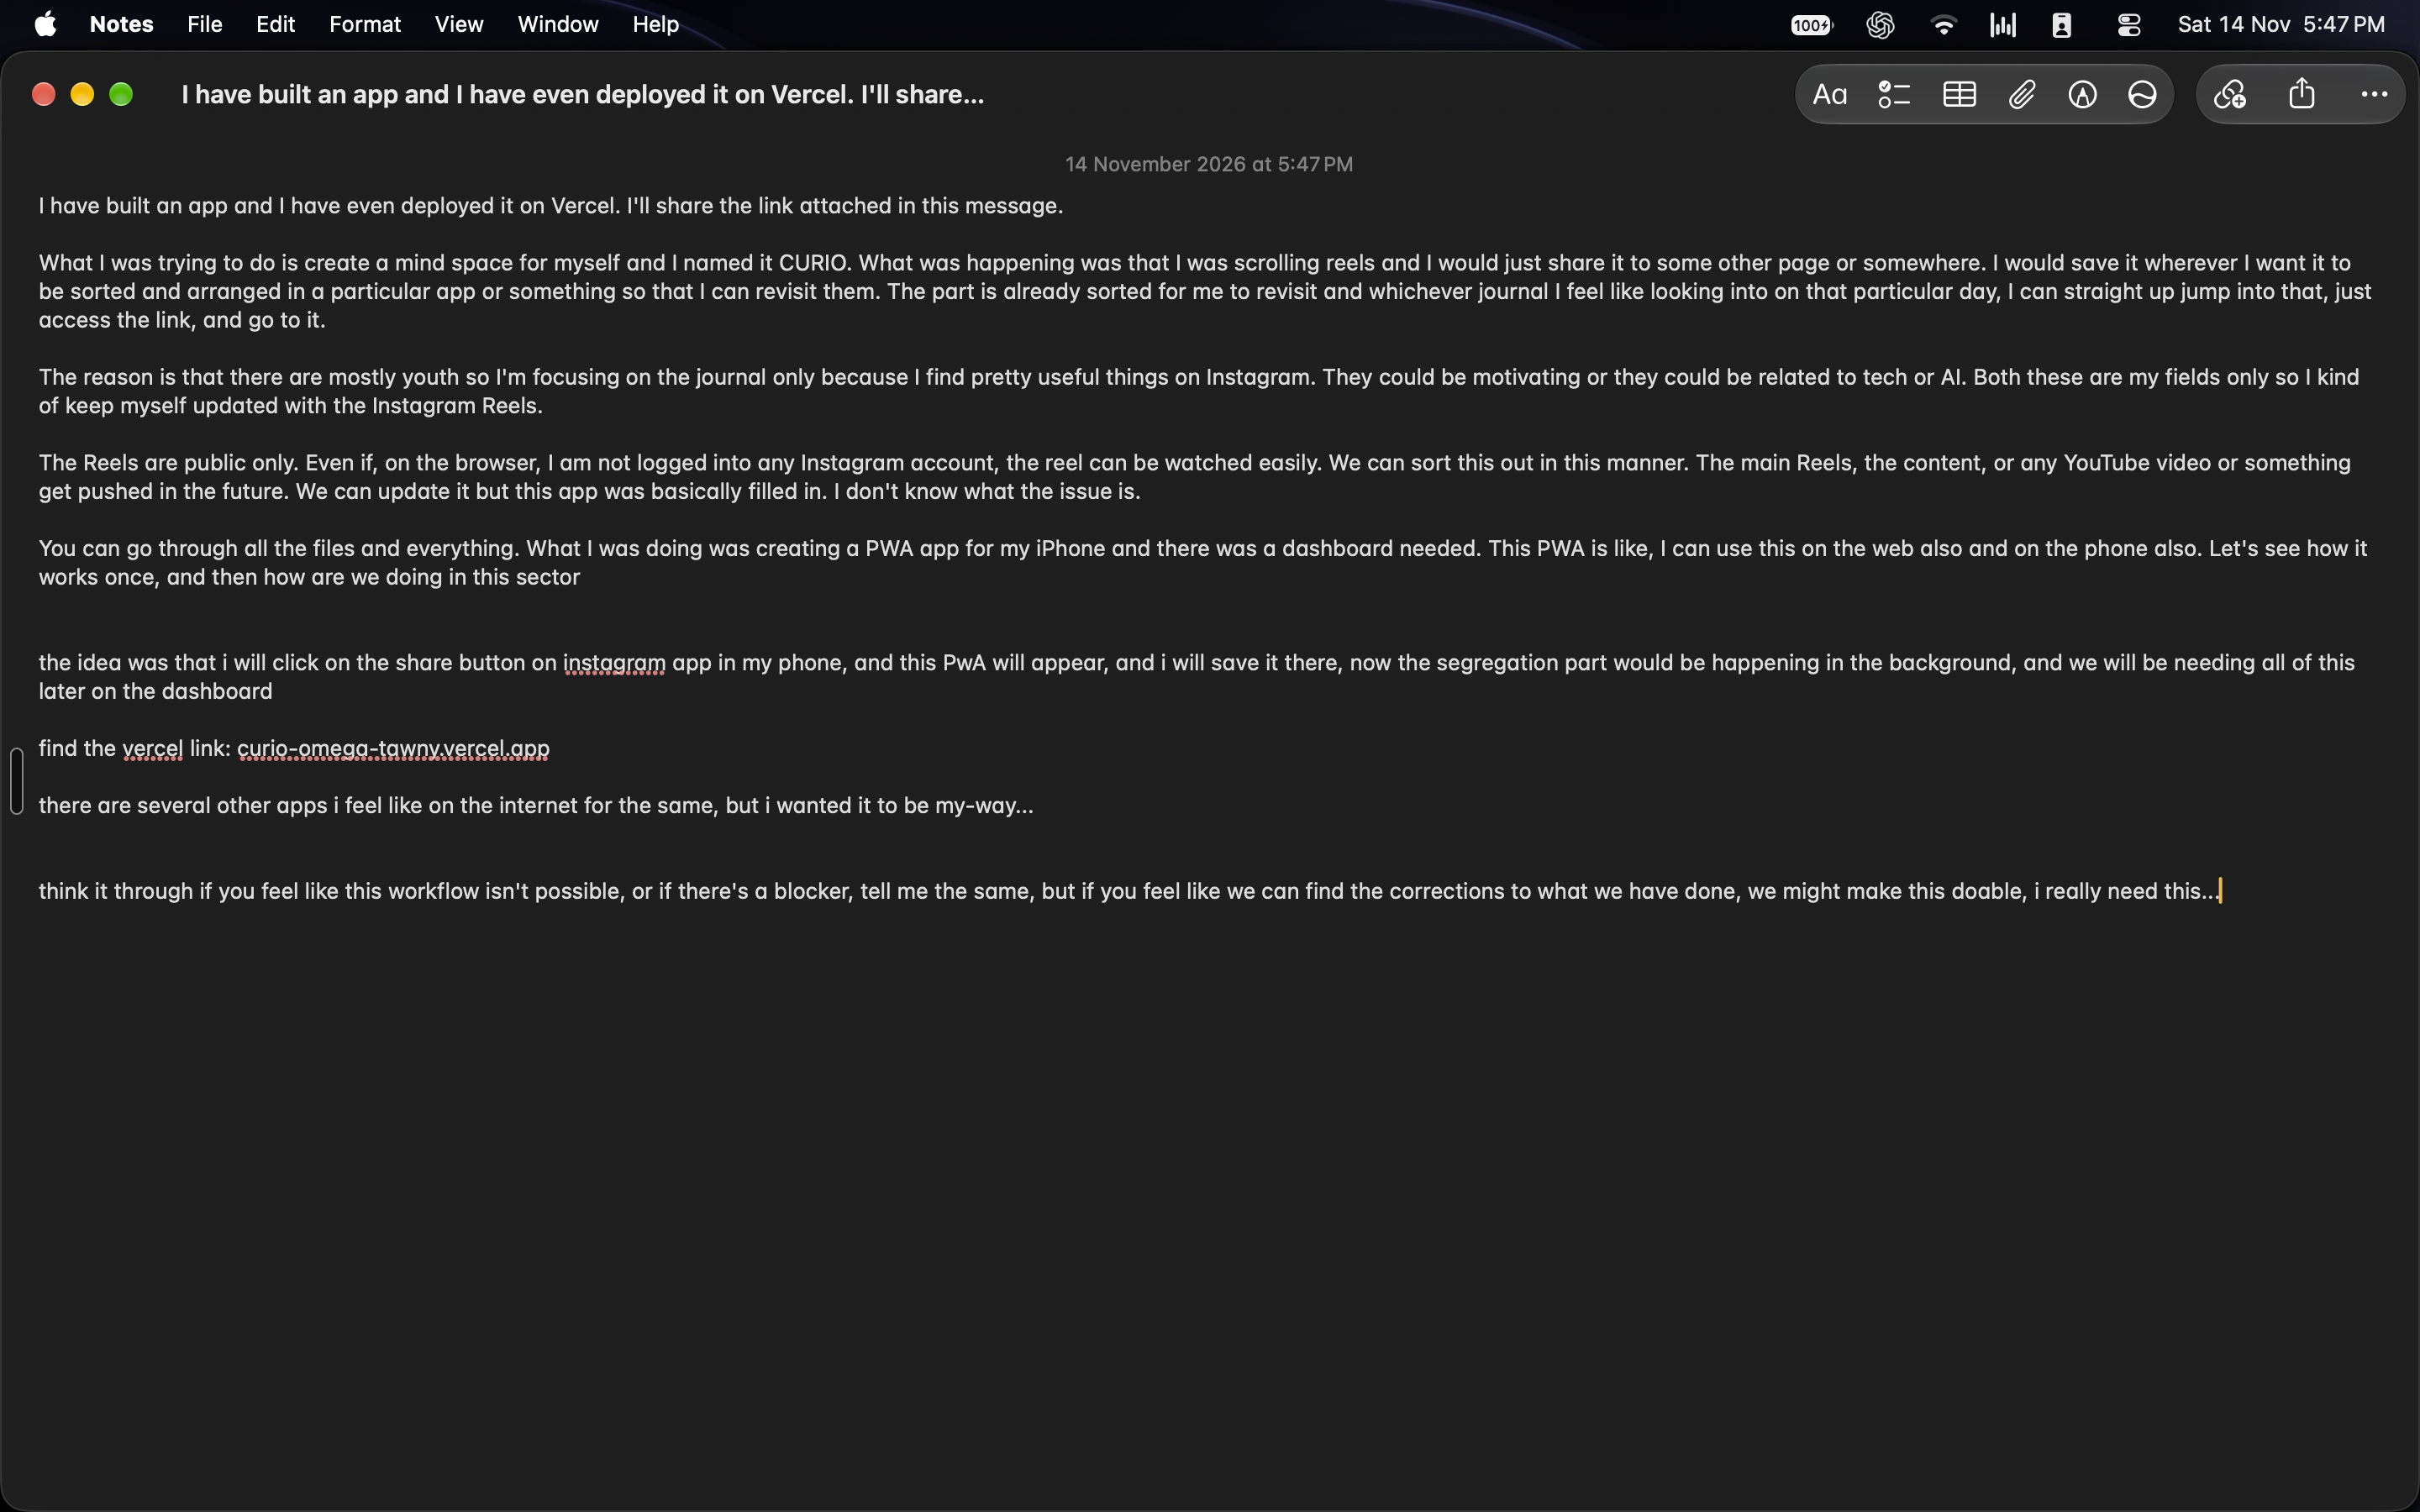 Notes File Edit Format View Window Help 100 Sat 14 Nov 5:47 PM
I have built an app and I have even deployed it on Vercel. I'll share... Aa
14 November 2026 at 5:47 PM
I have built an app and I have even deployed it on Vercel. I'll share the link attached in this message.
What I was trying to do is create a mind space for myself and I named it CURIO. What was happening was that I was scrolling reels and I would just share it to some other page or somewhere. I would save it wherever I want it to
be sorted and arranged in a particular app or something so that I can revisit them. The part is already sorted for me to revisit and whichever journal I feel like looking into on that particular day, I can straight up jump into that, just
access the link, and go to it.
The reason is that there are mostly youth so I'm focusing on the journal only because I find pretty useful things on Instagram. They could be motivating or they could be related to tech or AI. Both these are my fields only so I kind
of keep myself updated with the Instagram Reels.
The Reels are public only. Even if, on the browser, I am not logged into any Instagram account, the reel can be watched easily. We can sort this out in this manner. The main Reels, the content, or any YouTube video or something
get pushed in the future. We can update it but this app was basically filled in. I don't know what the issue is.
You can go through all the files and everything. What I was doing was creating a PWA app for my iPhone and there was a dashboard needed. This PWA is like, I can use this on the web also and on the phone also. Let's see how it
works once, and then how are we doing in this sector
the idea was that i will click on the share button on instagram app in my phone, and this PwA will appear, and i will save it there, now the segregation part would be happening in the background, and we will be needing all of this
later on the dashboard
find the vercel link: curio-omega-tawny.vercel.app
there are several other apps i feel like on the internet for the same, but i wanted it to be my-way...
think it through if you feel like this workflow isn't possible, or if there's a blocker, tell me the same, but if you feel like we can find the corrections to what we have done, we might make this doable, i really need this...